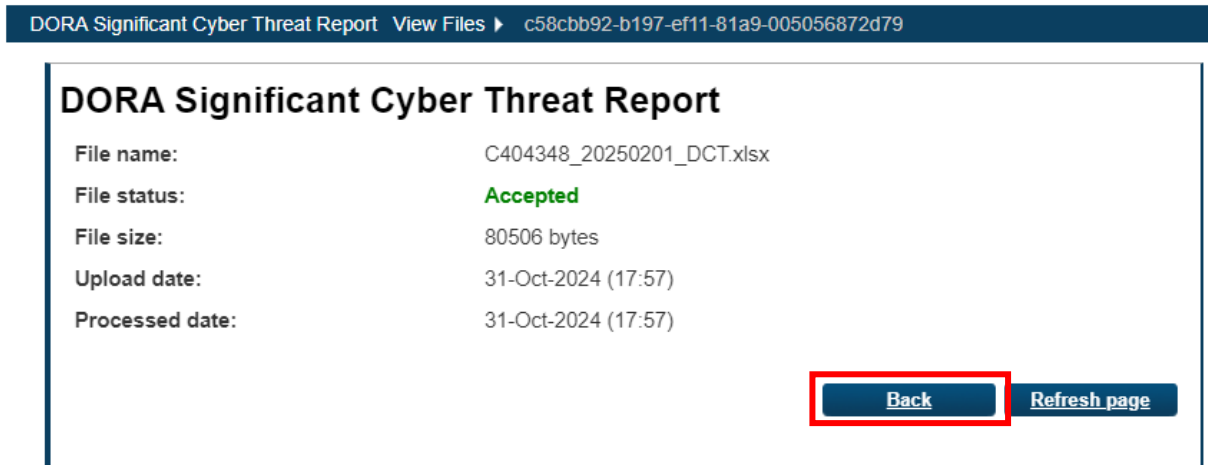 DORA Significant Cyber Threat Report View Files c58cbb92-b197-ef11-81a9-005056872d79
DORA Significant Cyber Threat Report
File name: C404348_20250201_DCT.xlsx
File status: Accepted
File size: 80506 bytes
Upload date: 31-Oct-2024 (17:57)
Processed date: 31-Oct-2024 (17:57)
Back Refresh page